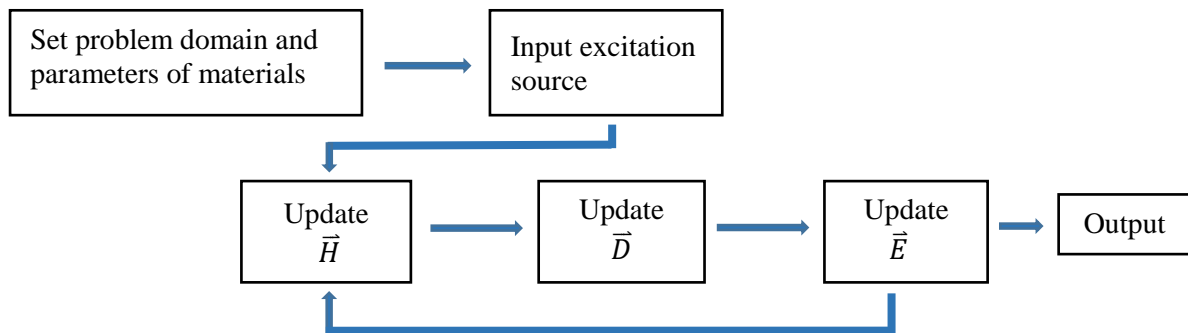 Set problem domain and
parameters of materials
Input excitation
source
Update
H⃗
Update
D⃗
Update
E⃗
Output